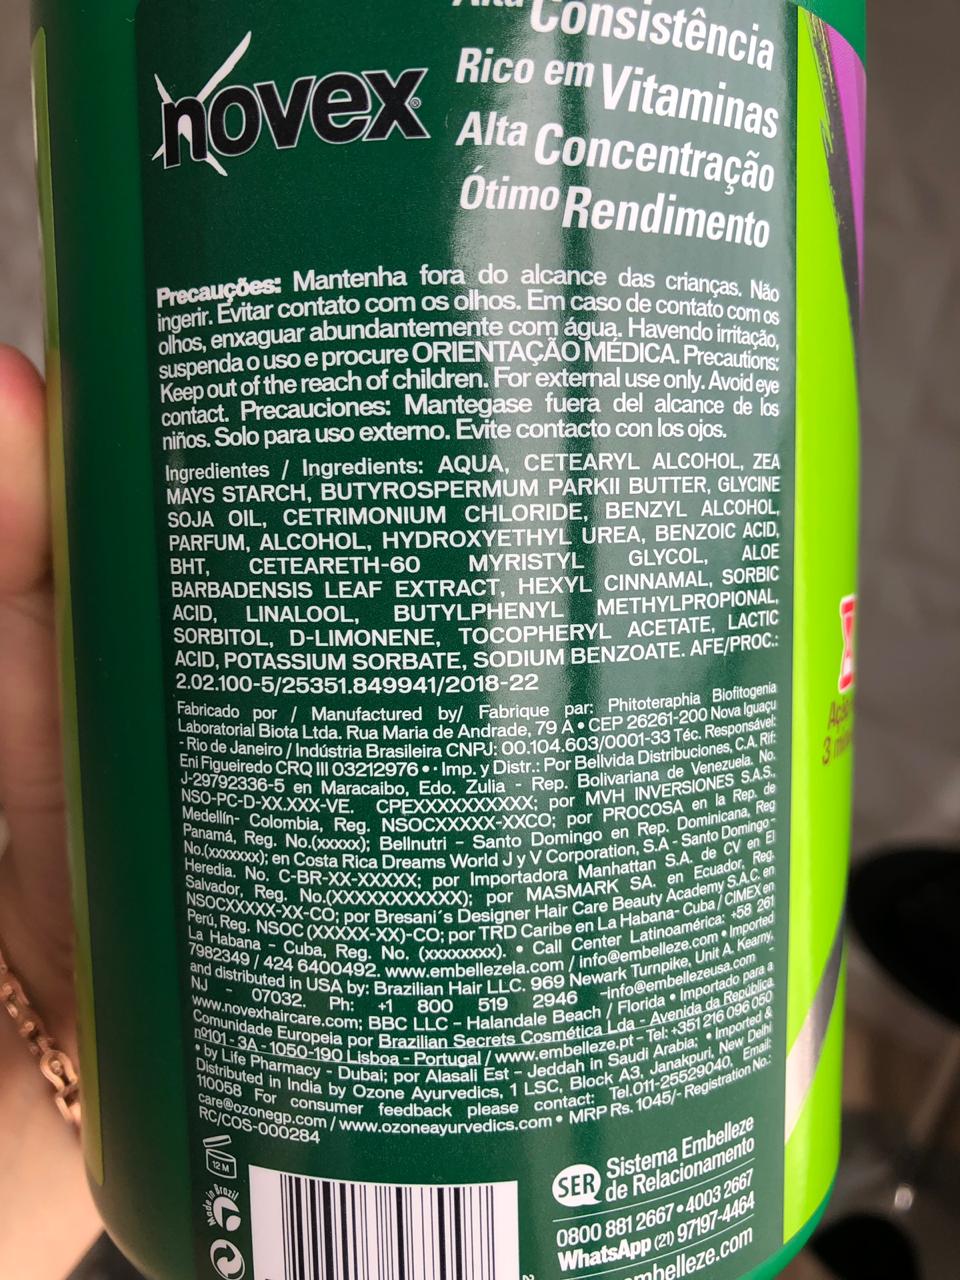 Alta Consistência
novex®
Rico em Vitaminas
Alta Concentração
Ótimo Rendimento
Precauções: Mantenha fora do alcance das crianças. Não
ingerir. Evitar contato com os olhos. Em caso de contato com os
olhos, enxaguar abundantemente com água. Havendo irritação,
suspenda o uso e procure ORIENTAÇÃO MÉDICA. Precautions:
Keep out of the reach of children. For external use only. Avoid eye
contact. Precauciones: Mantegase fuera del alcance de los
niños. Solo para uso externo. Evite contacto con los ojos.
Ingredientes / Ingredients: AQUA, CETEARYL ALCOHOL, ZEA
MAYS STARCH, BUTYROSPERMUM PARKII BUTTER, GLYCINE
SOJA OIL, CETRIMONIUM CHLORIDE, BENZYL ALCOHOL,
PARFUM, ALCOHOL, HYDROXYETHYL UREA, BENZOIC ACID,
BHT, CETEARETH-60 MYRISTYL GLYCOL, ALOE
BARBADENSIS LEAF EXTRACT, HEXYL CINNAMAL, SORBIC
ACID, LINALOOL, BUTYLPHENYL METHYLPROPIONAL,
SORBITOL, D-LIMONENE, TOCOPHERYL ACETATE, LACTIC
ACID, POTASSIUM SORBATE, SODIUM BENZOATE. AFE/PROC.:
2.02.100-5/25351.849941/2018-22
Fabricado por / Manufactured by/ Fabrique par: Phitoteraphia Biofitogenia
Laboratorial Biota Ltda. Rua Maria de Andrade, 79 A • CEP 26261-200 Nova Iguaçu
- Rio de Janeiro / Indústria Brasileira CNPJ: 00.104.603/0001-33 Téc. Responsável:
Eni Figueiredo CRQ III 03212976 • • Imp. y Distr.: Por Bellvida Distribuciones, C.A. Rif:
J-29792336-5 en Maracaibo, Edo. Zulia - Rep. Bolivariana de Venezuela. No.
NSO-PC-D-XX.XXX-VE. CPEXXXXXXXXXX; por MVH INVERSIONES S.A.S.,
Medellín- Colombia, Reg. NSOCXXXXX-XXCO; por PROCOSA en la Rep. de
Panamá, Reg. No.(xxxxx); Bellnutri - Santo Domingo en Rep. Dominicana, Reg
No.(xxxxxxx); en Costa Rica Dreams World J y V Corporation, S.A - Santo Domingo -
Heredia. No. C-BR-XX-XXXXX; por Importadora Manhattan S.A. de CV en El
Salvador, Reg. No.(XXXXXXXXXXX); por MASMARK SA. en Ecuador, Reg.
NSOCXXXXX-XX-CO; por Bresani´s Designer Hair Care Beauty Academy S.A.C. en
Perú, Reg. NSOC (XXXXX-XX)-CO; por TRD Caribe en La Habana- Cuba / CIMEX en
La Habana - Cuba, Reg. No. (xxxxxxxx). • Call Center Latinoamérica: +58 261
7982349 / 424 6400492. www.embellezela.com / info@embelleze.com • Imported
and distributed in USA by: Brazilian Hair LLC. 969 Newark Turnpike, Unit A. Kearny,
NJ - 07032. Ph: +1 800 519 2946 -info@embellezeusa.com
www.novexhaircare.com; BBC LLC - Halandale Beach / Florida • Importado para a
Comunidade Europeia por Brazilian Secrets Cosmética Lda - Avenida da República
nº101 - 3A - 1050-190 Lisboa - Portugal / www.embelleze.pt - Tel: +351 216 096 050
• by Life Pharmacy - Dubai; por Alasali Est - Jeddah in Saudi Arabia; • Imported &
Distributed in India by Ozone Ayurvedics, 1 LSC, Block A3, Janakpuri, New Delhi
110058 For consumer feedback please contact: Tel.011-25529040, Email:
care@ozonegp.com / www.ozoneayurvedics.com • MRP Rs. 1045/- Registration No.:
RC/COS-000284
12 M
Made in Brazil
SER Sistema Embelleze
de Relacionamento
0800 881 2667 • 4003 2667
WhatsApp (21) 97197-4464